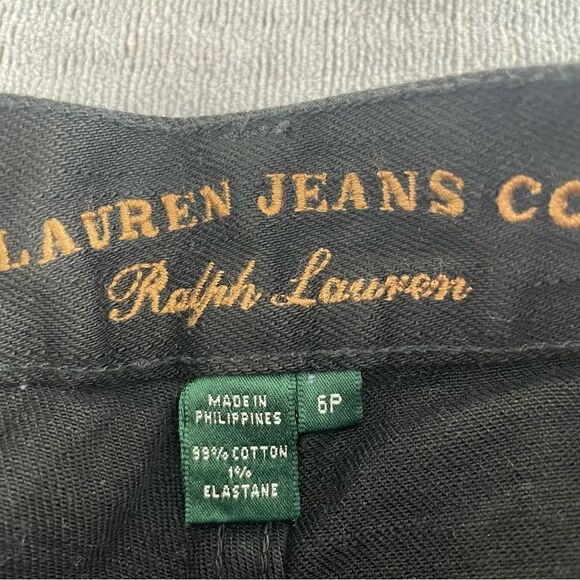 LAUREN JEANS CO
Ralph Lauren
MADE IN
PHILIPPINES
6P
99% COTTON
1%
ELASTANE